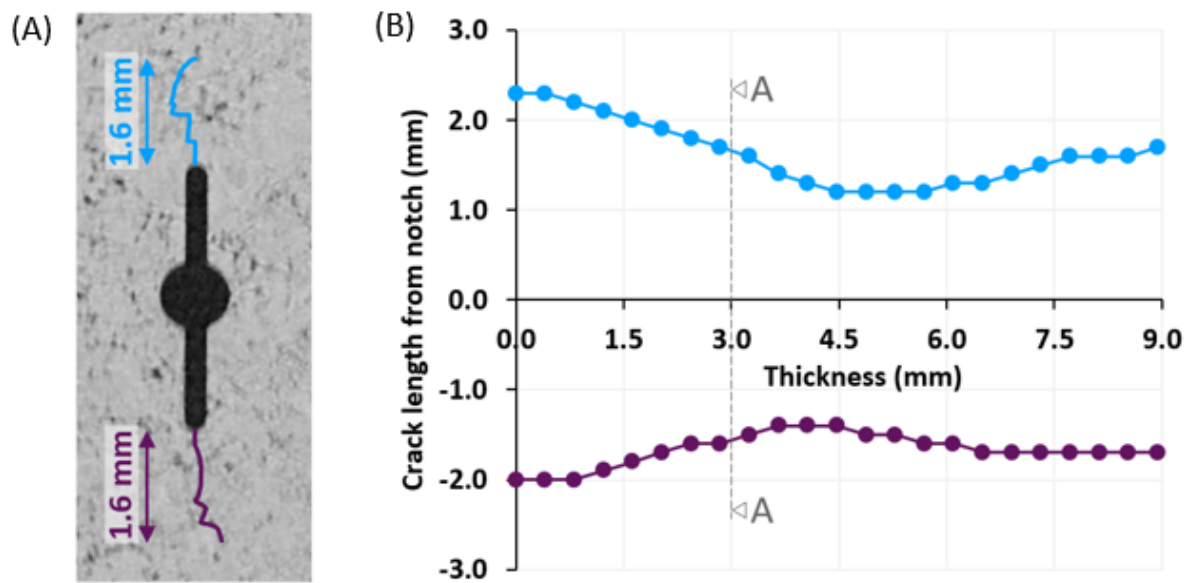 (A)
1.6 mm
1.6 mm
(B)
Crack length from notch (mm)
3.0
2.0
1.0
0.0
-1.0
-2.0
-3.0
0.0 1.5 3.0 4.5 6.0 7.5 9.0
Thickness (mm)
A
A